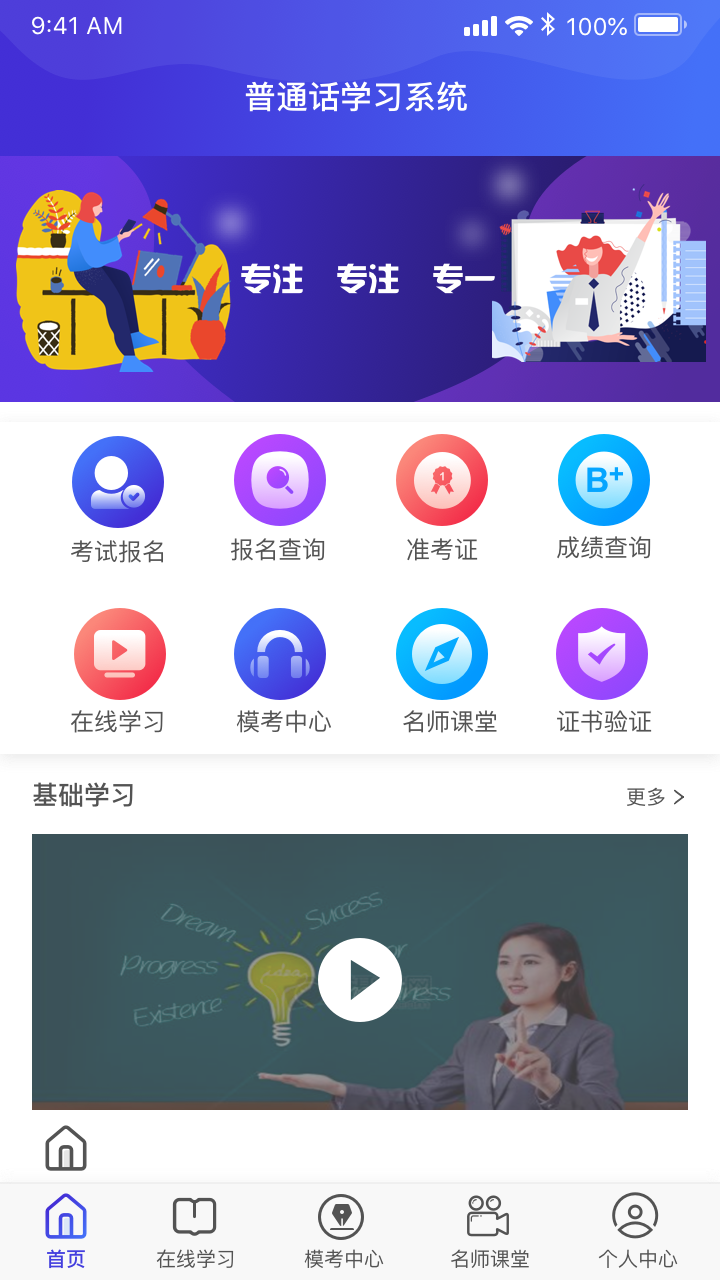 9:41 AM 100%
普通话学习系统
专注 专注 专一
1 B+
考试报名 报名查询 准考证 成绩查询
在线学习 模考中心 名师课堂 证书验证
基础学习 更多
Dream Success
Progress idea
Existence
首页 在线学习 模考中心 名师课堂 个人中心